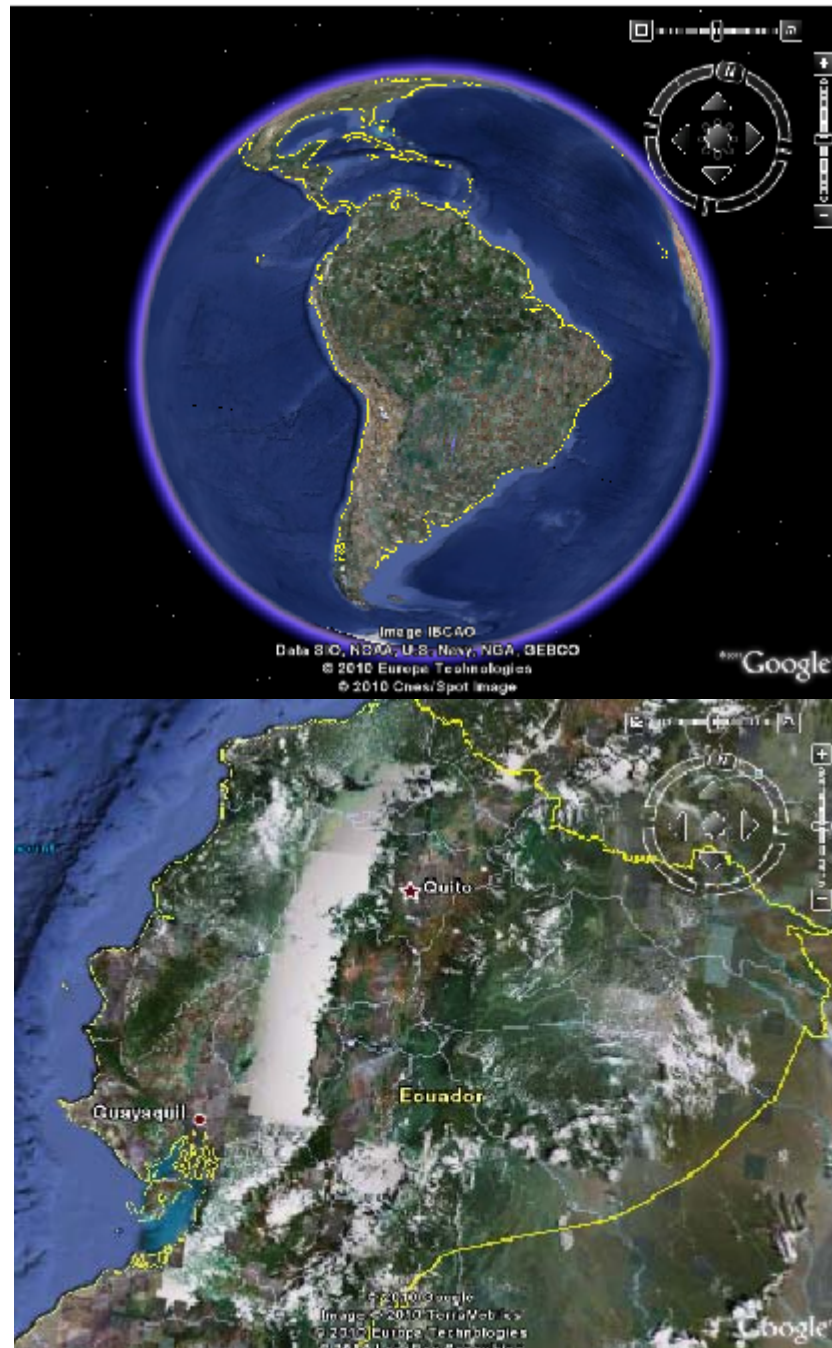 N
Image IBCAO
Data SIO, NOAA, U.S. Navy, NGA, GEBCO
© 2010 Europa Technologies
© 2010 Cnes/Spot Image
Google
N
Quito
Ecuador
Guayaquil
© 2010 Google
Image © 2010 TerraMetrics
© 2010 Europa Technologies
Google